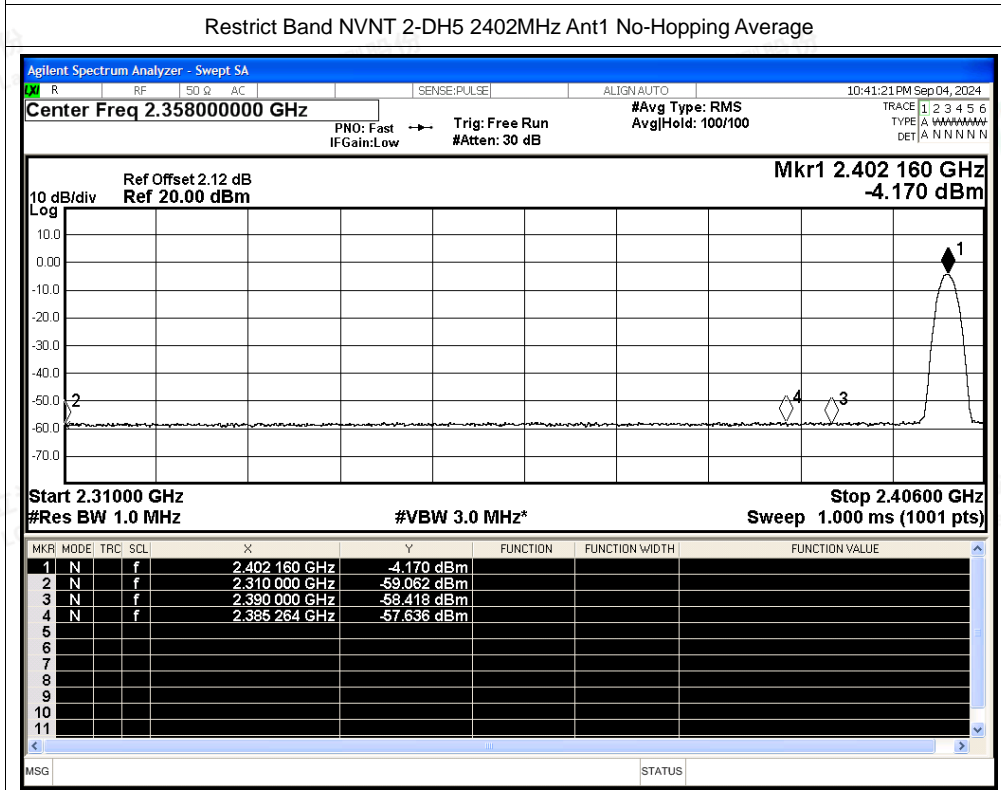 Restrict Band NVNT 2-DH5 2402MHz Ant1 No-Hopping Average
Agilent Spectrum Analyzer - Swept SA
LXI R RF 50 Ω AC SENSE:PULSE ALIGN AUTO 10:41:21 PM Sep 04, 2024
Center Freq 2.358000000 GHz #Avg Type: RMS TRACE 1 2 3 4 5 6
PNO: Fast Trig: Free Run Avg|Hold: 100/100 TYPE A WWWWW
IFGain:Low #Atten: 30 dB DET A N N N N N
Mkr1 2.402 160 GHz
-4.170 dBm
Ref Offset 2.12 dB
10 dB/div Ref 20.00 dBm
Log
10.0
0.00
-10.0
-20.0
-30.0
-40.0
-50.0
-60.0
-70.0
1
2
4
3
Start 2.31000 GHz Stop 2.40600 GHz
#Res BW 1.0 MHz #VBW 3.0 MHz* Sweep 1.000 ms (1001 pts)
MKR MODE TRC SCL X Y FUNCTION FUNCTION WIDTH FUNCTION VALUE
1 N f 2.402 160 GHz -4.170 dBm
2 N f 2.310 000 GHz -59.062 dBm
3 N f 2.390 000 GHz -58.418 dBm
4 N f 2.385 264 GHz -57.636 dBm
5
6
7
8
9
10
11
MSG STATUS